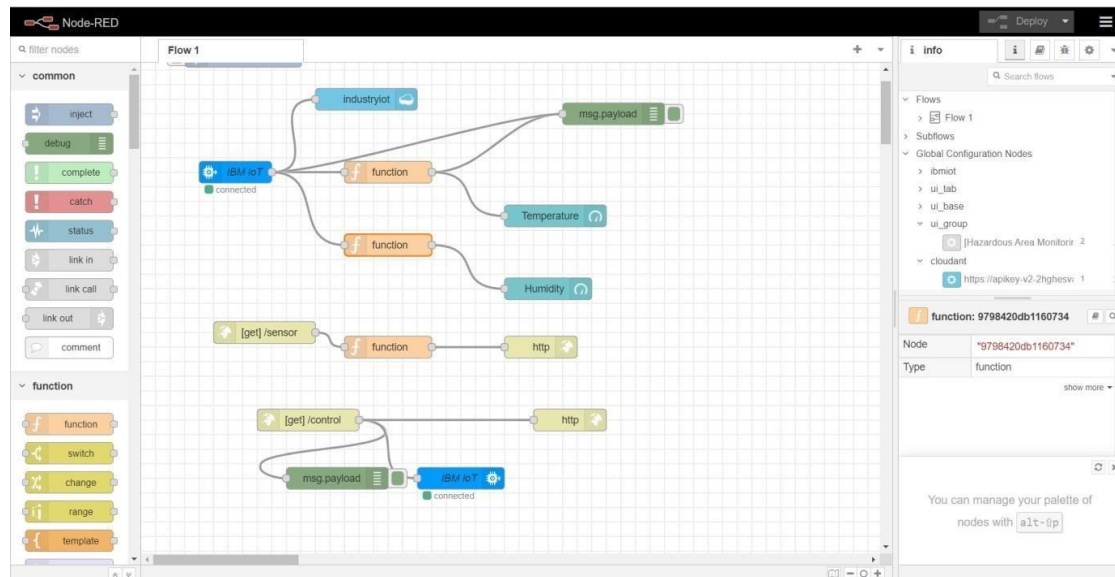 Node-RED
Deploy
filter nodes
Flow 1
info
common
inject
debug
complete
catch
status
link in
link call
link out
comment
function
function
switch
change
range
template
industryiot
msg.payload
IBM IoT
connected
function
Temperature
function
Humidity
[get] /sensor
function
http
[get] /control
http
msg.payload
IBM IoT
connected
Search flows
Flows
Flow 1
Subflows
Global Configuration Nodes
ibmiot
ui_tab
ui_base
ui_group
[Hazardous Area Monitorin 2
cloudant
https://apikey-v2-2hghesv 1
function: 9798420db1160734
Node "9798420db1160734"
Type function
show more
You can manage your palette of
nodes with alt-⇧p